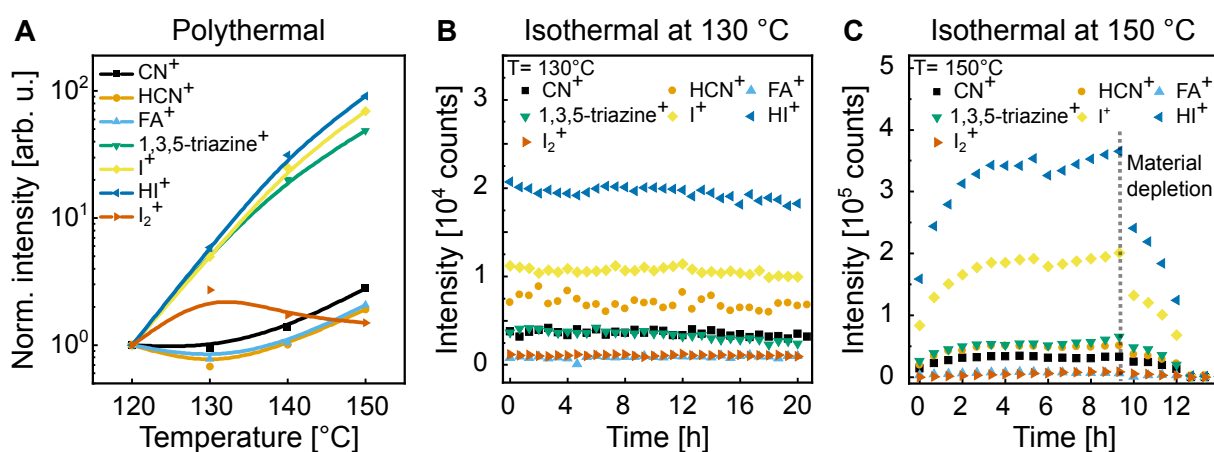 A
Polythermal
Norm. intensity [arb. u.]
10²
10¹
10⁰
CN⁺
HCN⁺
FA⁺
1,3,5-triazine⁺
I⁺
HI⁺
I₂⁺
120 130 140 150
Temperature [°C]
B
Isothermal at 130 °C
Intensity [10⁴ counts]
3
2
1
0
T= 130°C
CN⁺ HCN⁺ FA⁺
1,3,5-triazine⁺ I⁺ HI⁺
I₂⁺
0 4 8 12 16 20
Time [h]
C
Isothermal at 150 °C
Intensity [10⁵ counts]
5
4
3
2
1
0
T= 150°C
CN⁺ HCN⁺ FA⁺
1,3,5-triazine⁺ I⁺ HI⁺
I₂⁺
Material
depletion
0 2 4 6 8 10 12
Time [h]